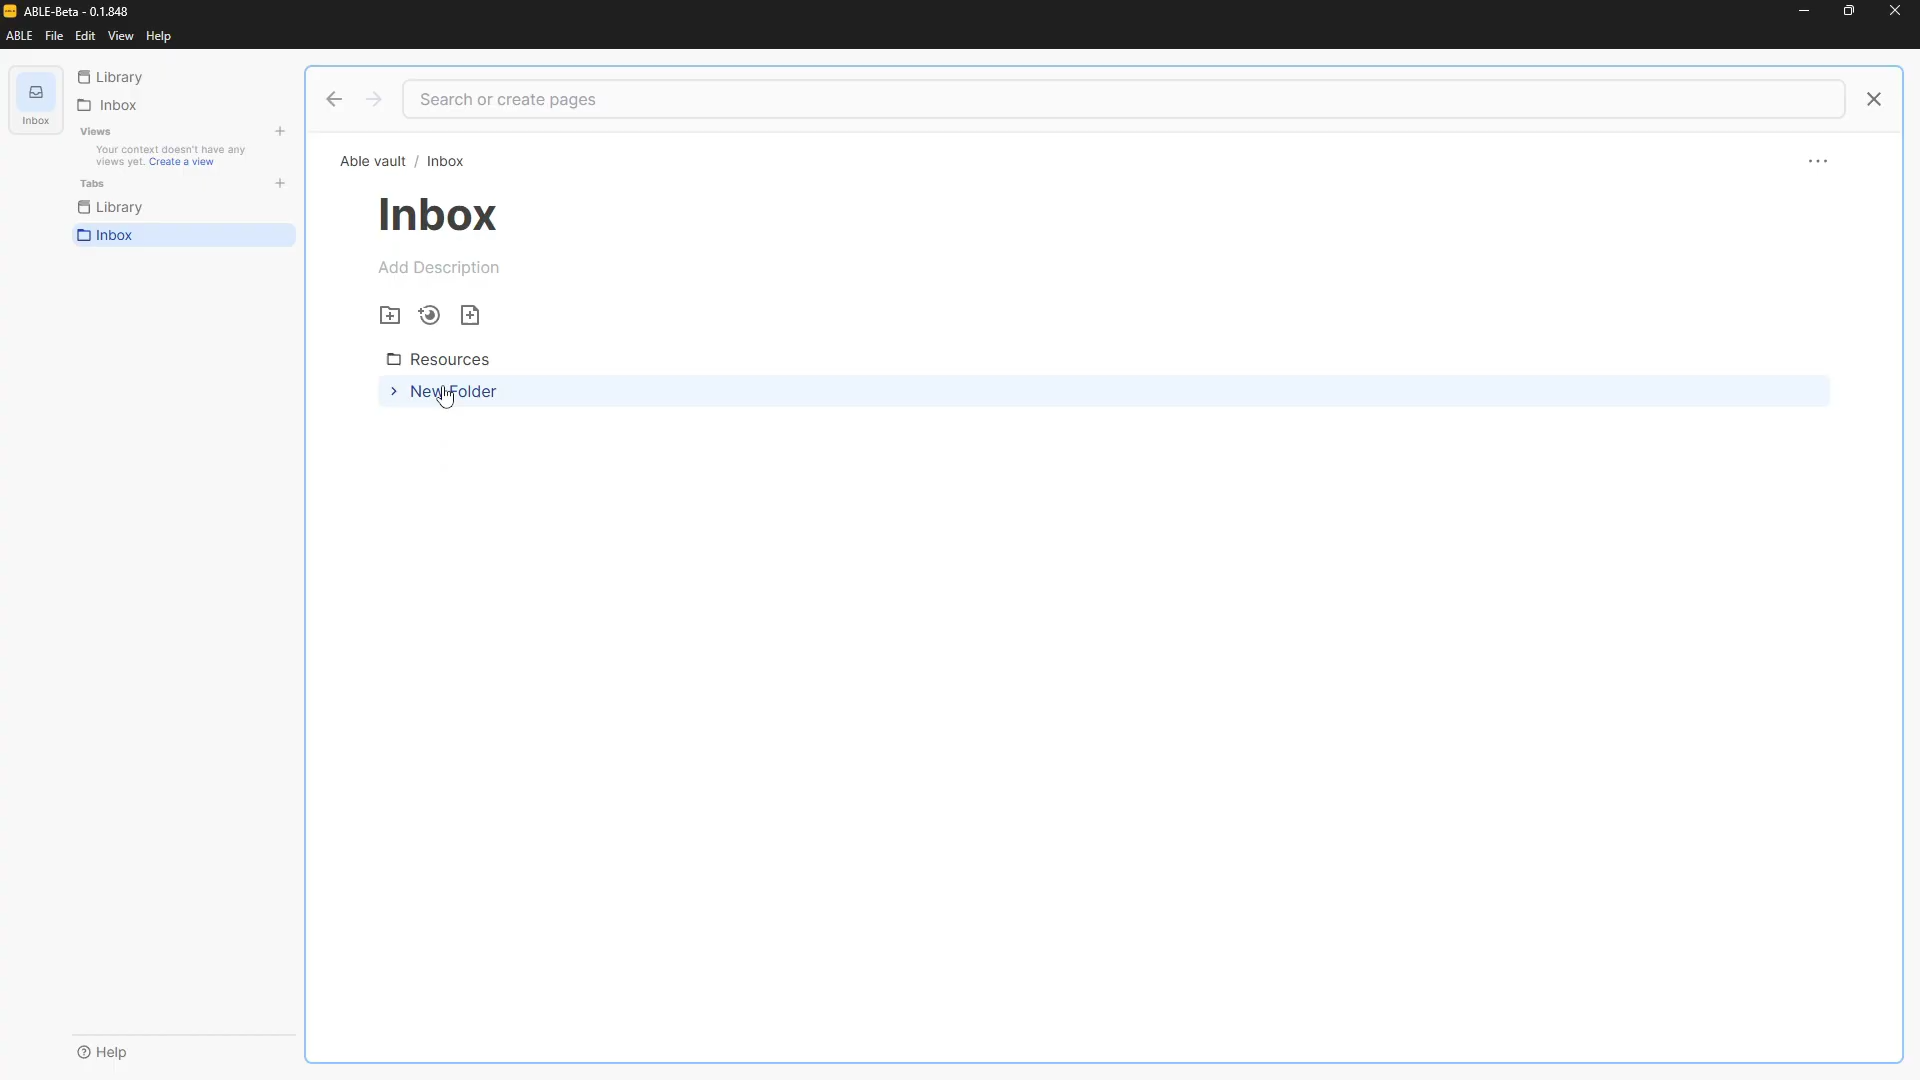 ABLE-Beta - 0.1.848
ABLE File Edit View Help
Inbox
Library
Inbox
Views
Your context doesn't have any
views yet. Create a view
Tabs
Library
Inbox
Help
Search or create pages
Able vault / Inbox
Inbox
Add Description
Resources
New Folder